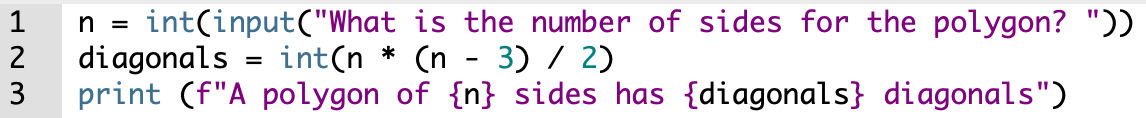 1 n = int(input("What is the number of sides for the polygon? "))
2 diagonals = int(n * (n - 3) / 2)
3 print (f"A polygon of {n} sides has {diagonals} diagonals")